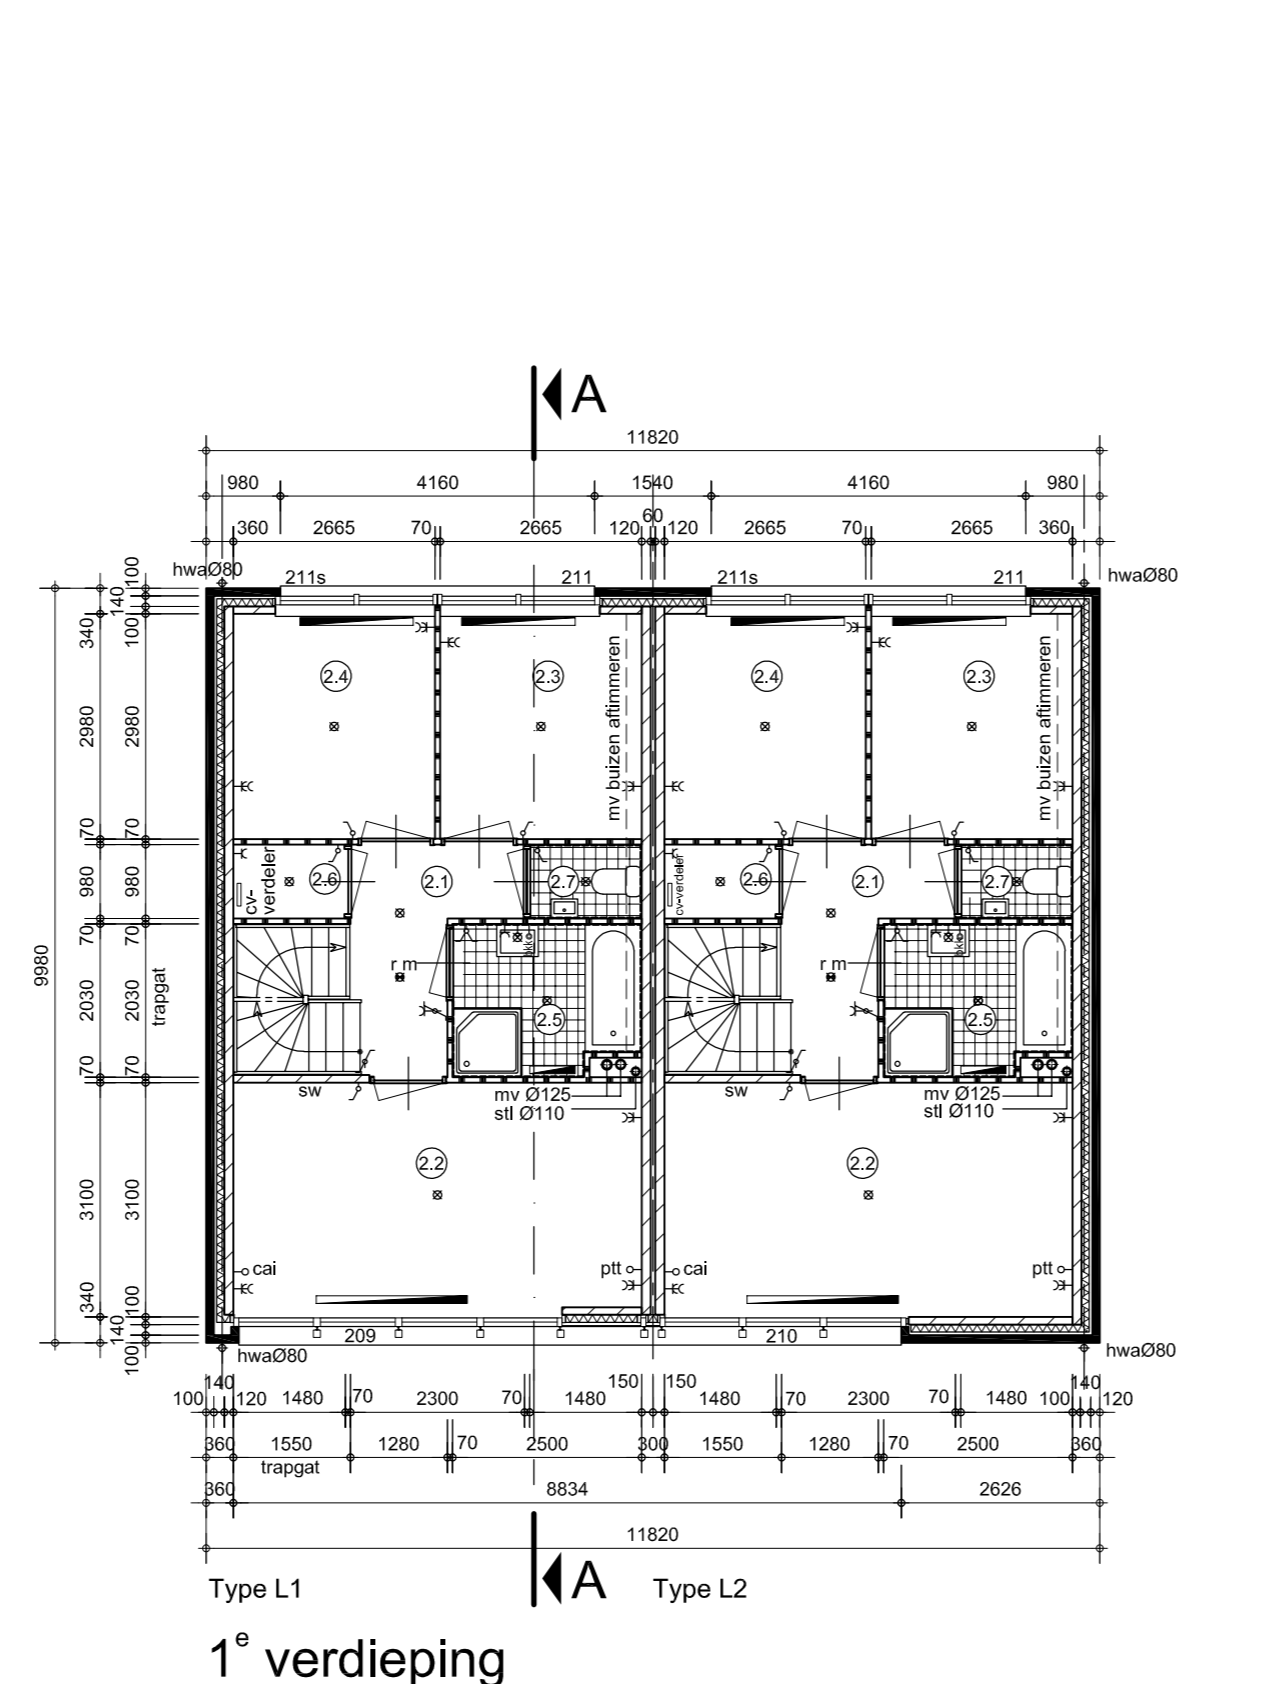 A
11820
980 4160 1540 4160 980
60
360 2665 70 2665 120 120 2665 70 2665 360
hwaØ80 211s 211 211s 211 hwaØ80
100
140
340 100
2.4 2.3 2.4 2.3
2980 2980
mv buizen aftimmeren mv buizen aftimmeren
70 70
980 980
cv-
verdeler
2.6 2.1 2.7
cv-verdeler
2.6 2.1 2.7
70 70
9980
2030 2030
trapgat
r m bkk r m bkk
2.5 2.5
70 70
sw sw
mv Ø125 mv Ø125
stl Ø110 stl Ø110
2.2 2.2
3100 3100
cai ptt cai ptt
340 100
140
100
209 210
hwaØ80 hwaØ80
140 150 150 140
100 120 1480 70 2300 70 1480 1480 70 2300 70 1480 100 120
360 1550 1280 70 2500 300 1550 1280 70 2500 360
trapgat
360 8834 2626
11820
A
Type L1 Type L2
1e verdieping